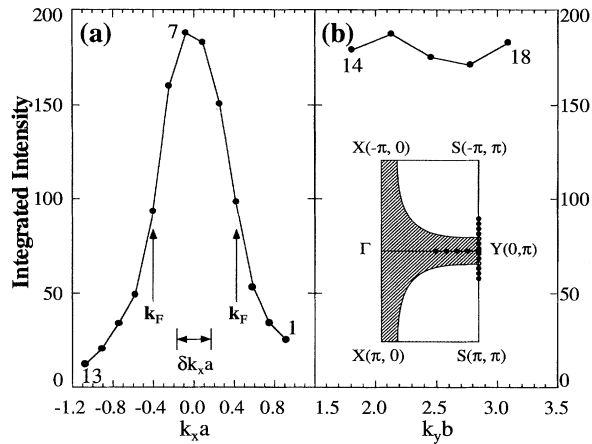 200
150
100
50
0
Integrated Intensity
(a)
7
k_F
k_F
δk_xa
13
1
-1.2 -0.8 -0.4 0.0 0.4 0.8
k_xa
(b)
14
18
X(-π, 0) S(-π, π)
Γ Y(0,π)
X(π, 0) S(π, π)
1.5 2.0 2.5 3.0 3.5
k_yb
200
150
100
50
0